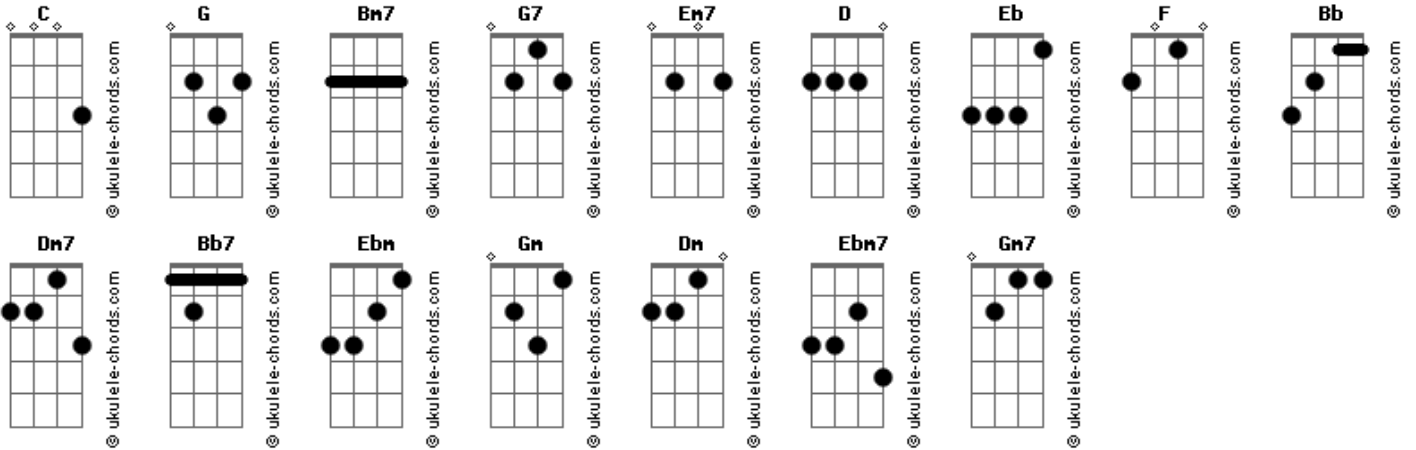 C G Bm7 G7 Em7 D Eb F Bb
© ukulele-chords.com © ukulele-chords.com © ukulele-chords.com © ukulele-chords.com © ukulele-chords.com © ukulele-chords.com © ukulele-chords.com © ukulele-chords.com © ukulele-chords.com
Dm7 Bb7 Ebm Gm Dm Ebm7 Gm7
© ukulele-chords.com © ukulele-chords.com © ukulele-chords.com © ukulele-chords.com © ukulele-chords.com © ukulele-chords.com © ukulele-chords.com